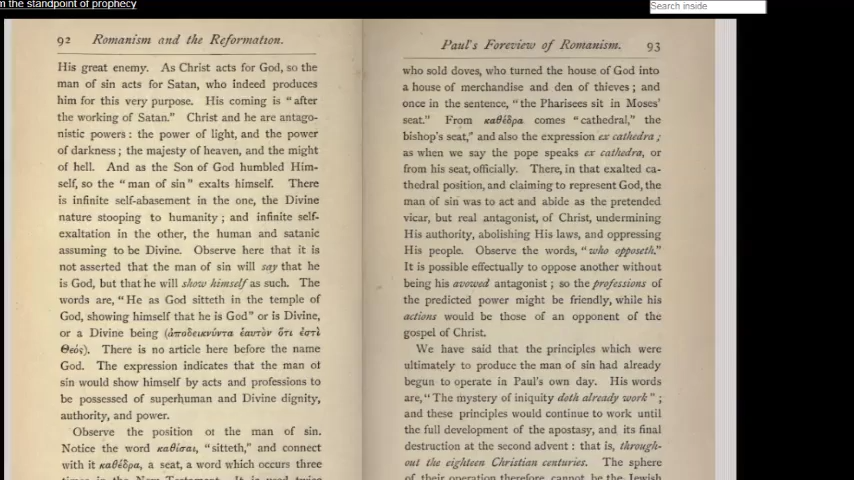 m the standpoint of prophecy
Search inside
92 Romanism and the Reformation.
His great enemy. As Christ acts for God, so the
man of sin acts for Satan, who indeed produces
him for this very purpose. His coming is “after
the working of Satan.” Christ and he are antago-
nistic powers: the power of light, and the power
of darkness; the majesty of heaven, and the might
of hell. And as the Son of God humbled Him-
self, so the “man of sin” exalts himself. There
is infinite self-abasement in the one, the Divine
nature stooping to humanity; and infinite self-
exaltation in the other, the human and satanic
assuming to be Divine. Observe here that it is
not asserted that the man of sin will say that he
is God, but that he will show himself as such. The
words are, “He as God sitteth in the temple of
God, showing himself that he is God” or is Divine,
or a Divine being (ἀποδεικνύντα ἑαυτὸν ὅτι ἐστὶ
Θεός). There is no article here before the name
God. The expression indicates that the man of
sin would show himself by acts and professions to
be possessed of superhuman and Divine dignity,
authority, and power.
Observe the position of the man of sin.
Notice the word καθίσαι, “sitteth,” and connect
with it καθέδρα, a seat, a word which occurs three
times in the New Testament. It is used twice
Paul's Foreview of Romanism. 93
who sold doves, who turned the house of God into
a house of merchandise and den of thieves; and
once in the sentence, “the Pharisees sit in Moses’
seat.” From καθέδρα comes “cathedral,” the
bishop's seat,” and also the expression ex cathedra;
as when we say the pope speaks ex cathedra, or
from his seat, officially. There, in that exalted ca-
thedral position, and claiming to represent God, the
man of sin was to act and abide as the pretended
vicar, but real antagonist, of Christ, undermining
His authority, abolishing His laws, and oppressing
His people. Observe the words, “who opposeth.”
It is possible effectually to oppose another without
being his avowed antagonist; so the professions of
the predicted power might be friendly, while his
actions would be those of an opponent of the
gospel of Christ.
We have said that the principles which were
ultimately to produce the man of sin had already
begun to operate in Paul's own day. His words
are, “The mystery of iniquity doth already work”;
and these principles would continue to work until
the full development of the apostasy, and its final
destruction at the second advent: that is, through-
out the eighteen Christian centuries. The sphere
of their operation therefore cannot be the Jewish